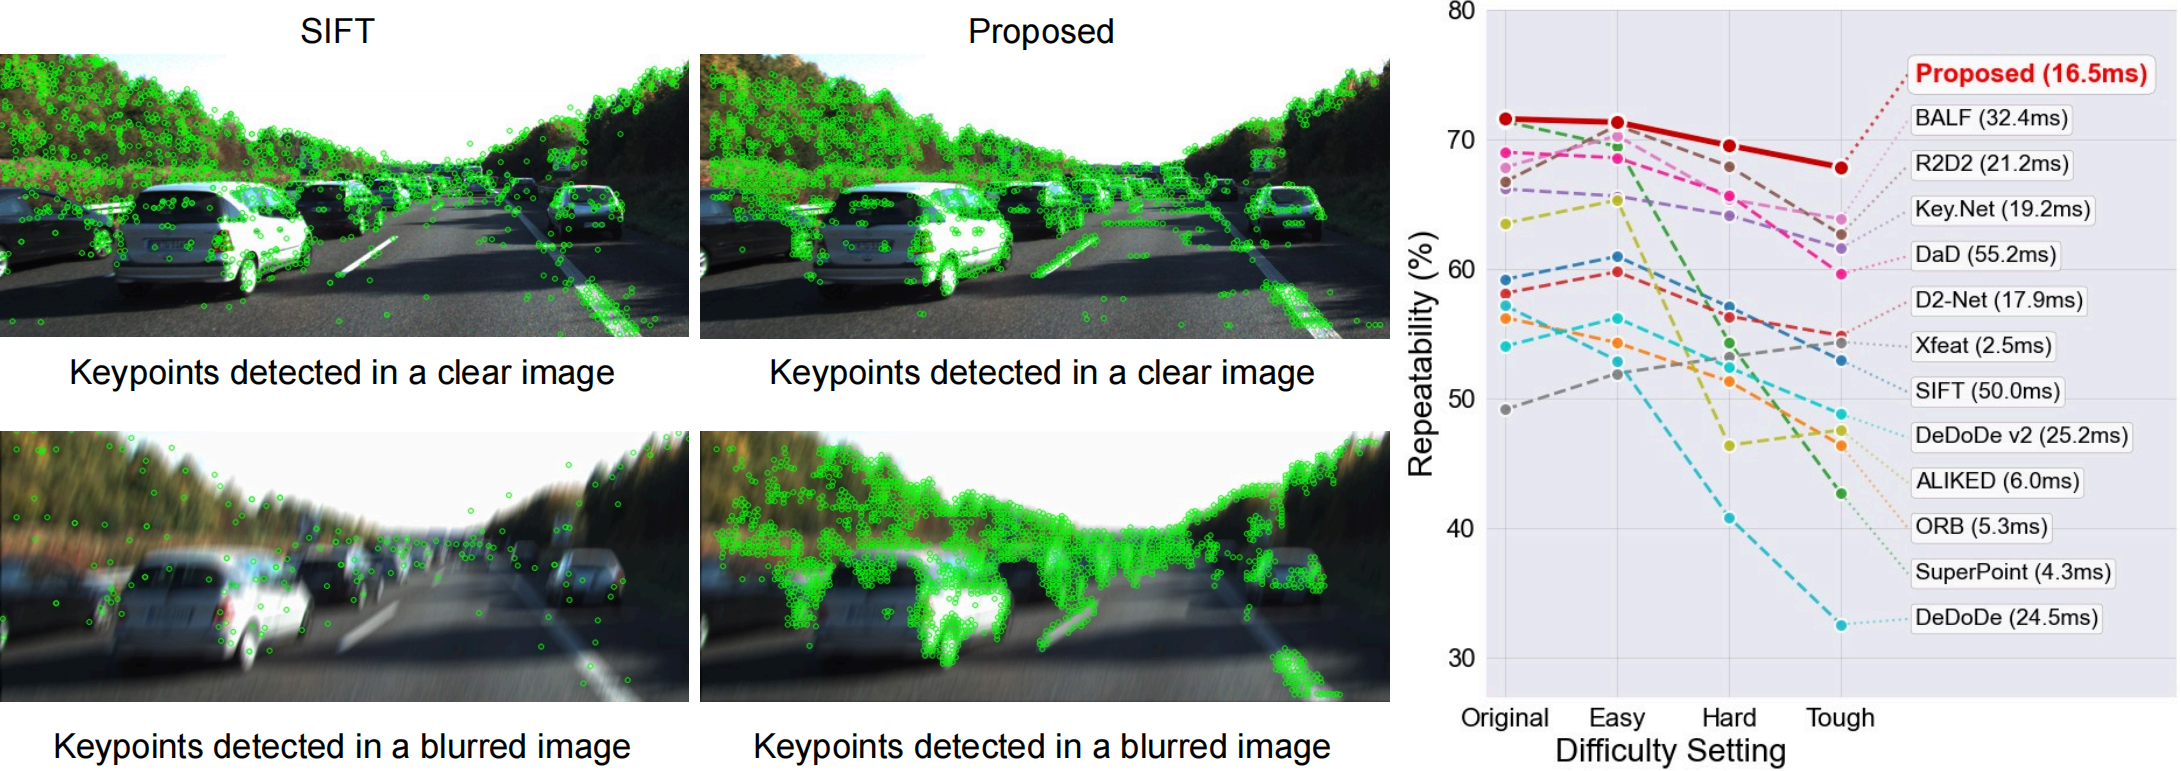 SIFT
Proposed
Keypoints detected in a clear image
Keypoints detected in a clear image
Keypoints detected in a blurred image
Keypoints detected in a blurred image
Repeatability (%)
80
70
60
50
40
30
Original
Easy
Hard
Tough
Difficulty Setting
Proposed (16.5ms)
BALF (32.4ms)
R2D2 (21.2ms)
Key.Net (19.2ms)
DaD (55.2ms)
D2-Net (17.9ms)
Xfeat (2.5ms)
SIFT (50.0ms)
DeDoDe v2 (25.2ms)
ALIKED (6.0ms)
ORB (5.3ms)
SuperPoint (4.3ms)
DeDoDe (24.5ms)